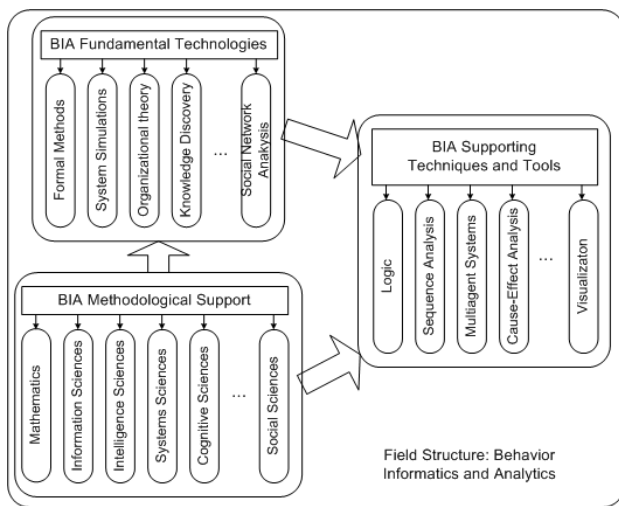 BIA Fundamental Technologies
Formal Methods
System Simulations
Organizational theory
Knowledge Discovery
...
Social Network
Anakysis
BIA Supporting
Techniques and Tools
Logic
Sequence Analysis
Multiagent Systems
Cause-Effect Analysis
...
Visualizaton
BIA Methodological Support
Mathematics
Information Sciences
Intelligence Sciences
Systems Sciences
Cognitive Sciences
...
Social Sciences
Field Structure: Behavior
Informatics and Analytics